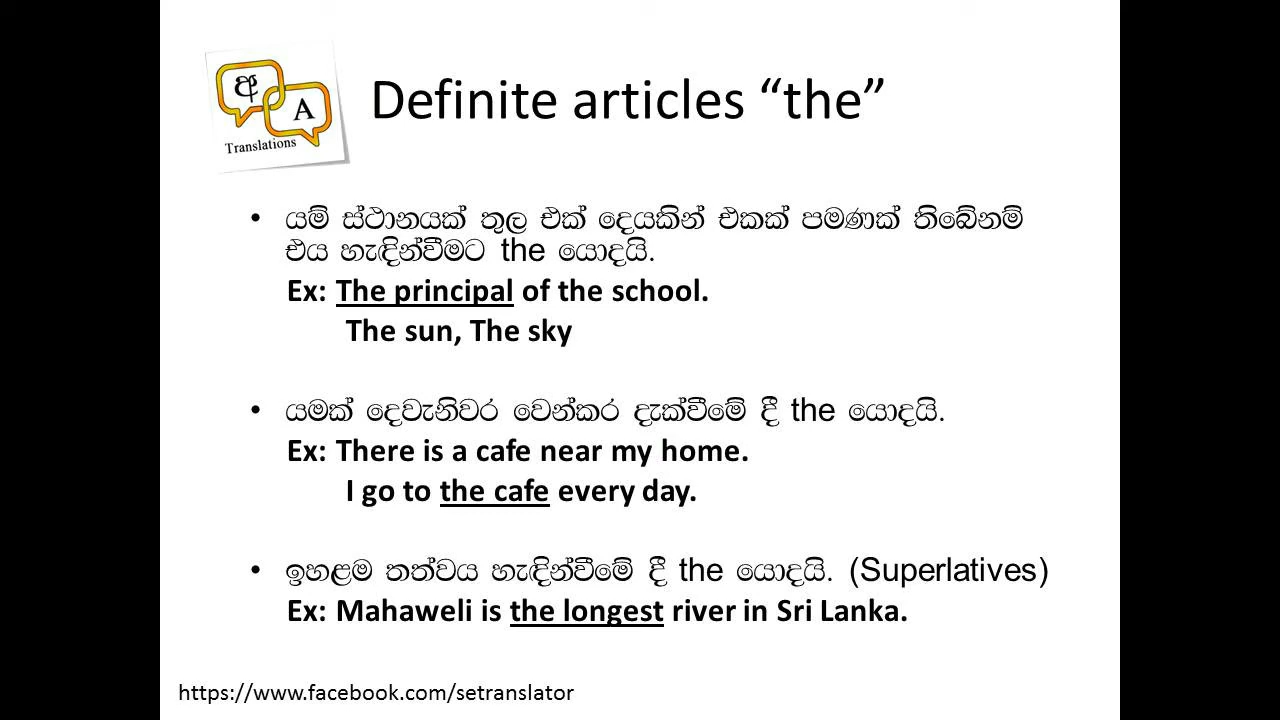 අ
A
Translations
Definite articles “the”
• යම් ස්ථානයක් තුල එක් දෙයකින් එකක් පමණක් තිබේනම්
එය හැඳින්වීමට the යොදයි.
Ex: The principal of the school.
The sun, The sky
• යමක් දෙවැනිවර වෙන්කර දැක්වීමේ දී the යොදයි.
Ex: There is a cafe near my home.
I go to the cafe every day.
• ඉහළම තත්වය හැඳින්වීමේ දී the යොදයි. (Superlatives)
Ex: Mahaweli is the longest river in Sri Lanka.
https://www.facebook.com/setranslator